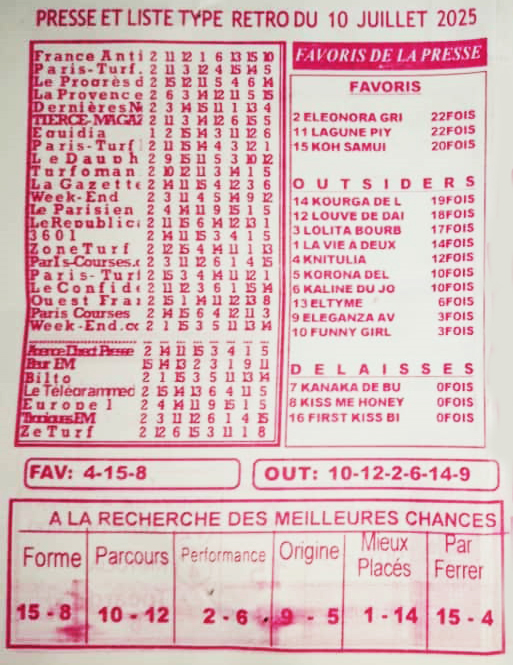 PRESSE ET LISTE TYPE RETRO DU 10 JUILLET 2025
France Anti 2 11 12 1 6 13 15 10
Paris-Turf. 2 11 3 12 4 15 14 5
Le Progrès d 2 15 12 11 5 4 6 14
La Provence 2 6 3 14 12 11 5 15
Dernières N 2 3 14 15 11 1 13 4
TIERCE-MAGAZ 2 11 3 14 12 6 15 5
Equidia 1 2 15 14 3 11 12 6
Paris-Turf 2 11 15 14 4 3 12 1
Le Dauph 2 9 15 11 5 3 10 12
Turfoman 2 10 12 11 3 14 1 5
La Gazette 2 14 11 15 4 12 3 6
Week-End 2 3 11 4 5 14 9 12
Le Parisien 2 4 14 11 9 15 1 5
Le Républici 2 11 15 6 14 12 13 1
3601 2 14 11 15 3 4 1 5
Zone Turf 2 12 15 4 14 11 1 13
ParIs-Courses.c 2 3 11 12 6 1 4 15
Paris-Turf 2 15 3 4 14 11 12 1
Le Confide 2 11 12 3 6 1 15 14
Ouest Fra 2 15 1 14 11 12 13 8
Paris Courses 2 14 15 6 4 12 11 3
Week-End.cc 2 1 15 3 5 11 13 14
Agence Direct Presse 2 14 11 15 3 4 1 5
Pour EM 15 14 13 2 3 1 9 11
Bilto 2 1 15 3 5 11 13 14
Le Télégrammed 2 15 14 13 6 4 11 5
Europe 1 2 4 14 11 9 15 1 5
EM 2 3 11 12 6 1 4 15
ZeTurf 2 12 6 15 3 11 1 8
FAVORIS DE LA PRESSE
FAVORIS
2 ELEONORA GRI 22FOIS
11 LAGUNE PIY 22FOIS
15 KOH SAMUI 20FOIS
OUTSIDERS
14 KOURGA DE L 19FOIS
12 LOUVE DE DAI 18FOIS
3 LOLITA BOURB 17FOIS
1 LA VIE A DEUX 14FOIS
4 KNITULIA 12FOIS
5 KORONA DEL 10FOIS
6 KALINE DU JO 10FOIS
13 ELTYME 6FOIS
9 ELEGANZA AV 3FOIS
10 FUNNY GIRL 3FOIS
DELAISSES
7 KANAKA DE BU 0FOIS
8 KISS ME HONEY 0FOIS
16 FIRST KISS BI 0FOIS
FAV: 4-15-8
OUT: 10-12-2-6-14-9
A LA RECHERCHE DES MEILLEURES CHANCES
Forme Parcours Performance Origine Mieux Placés Par Ferrer
15 - 8 10 - 12 2 - 6 9 - 5 1 - 14 15 - 4